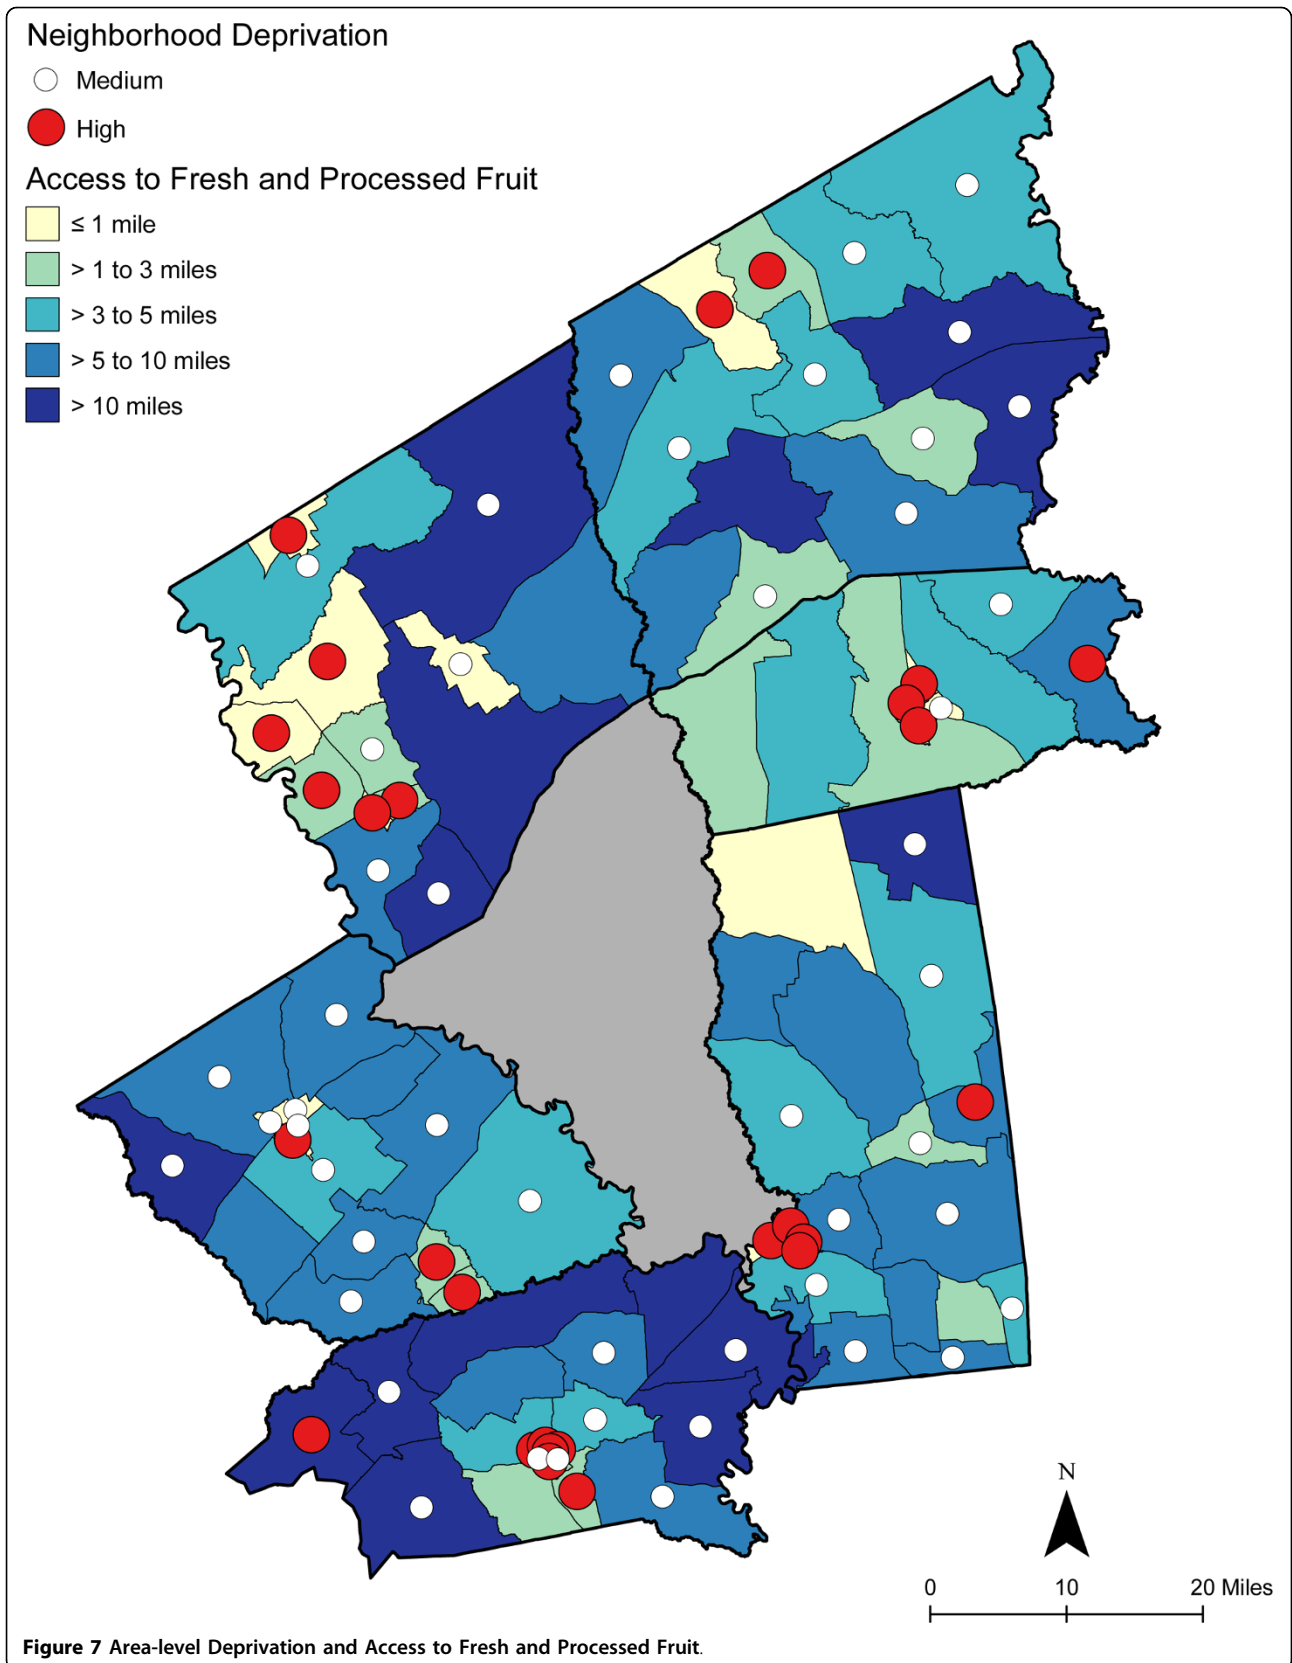 Neighborhood Deprivation
Medium
High
Access to Fresh and Processed Fruit
≤ 1 mile
> 1 to 3 miles
> 3 to 5 miles
> 5 to 10 miles
> 10 miles
N
0 10 20 Miles
Figure 7 Area-level Deprivation and Access to Fresh and Processed Fruit.